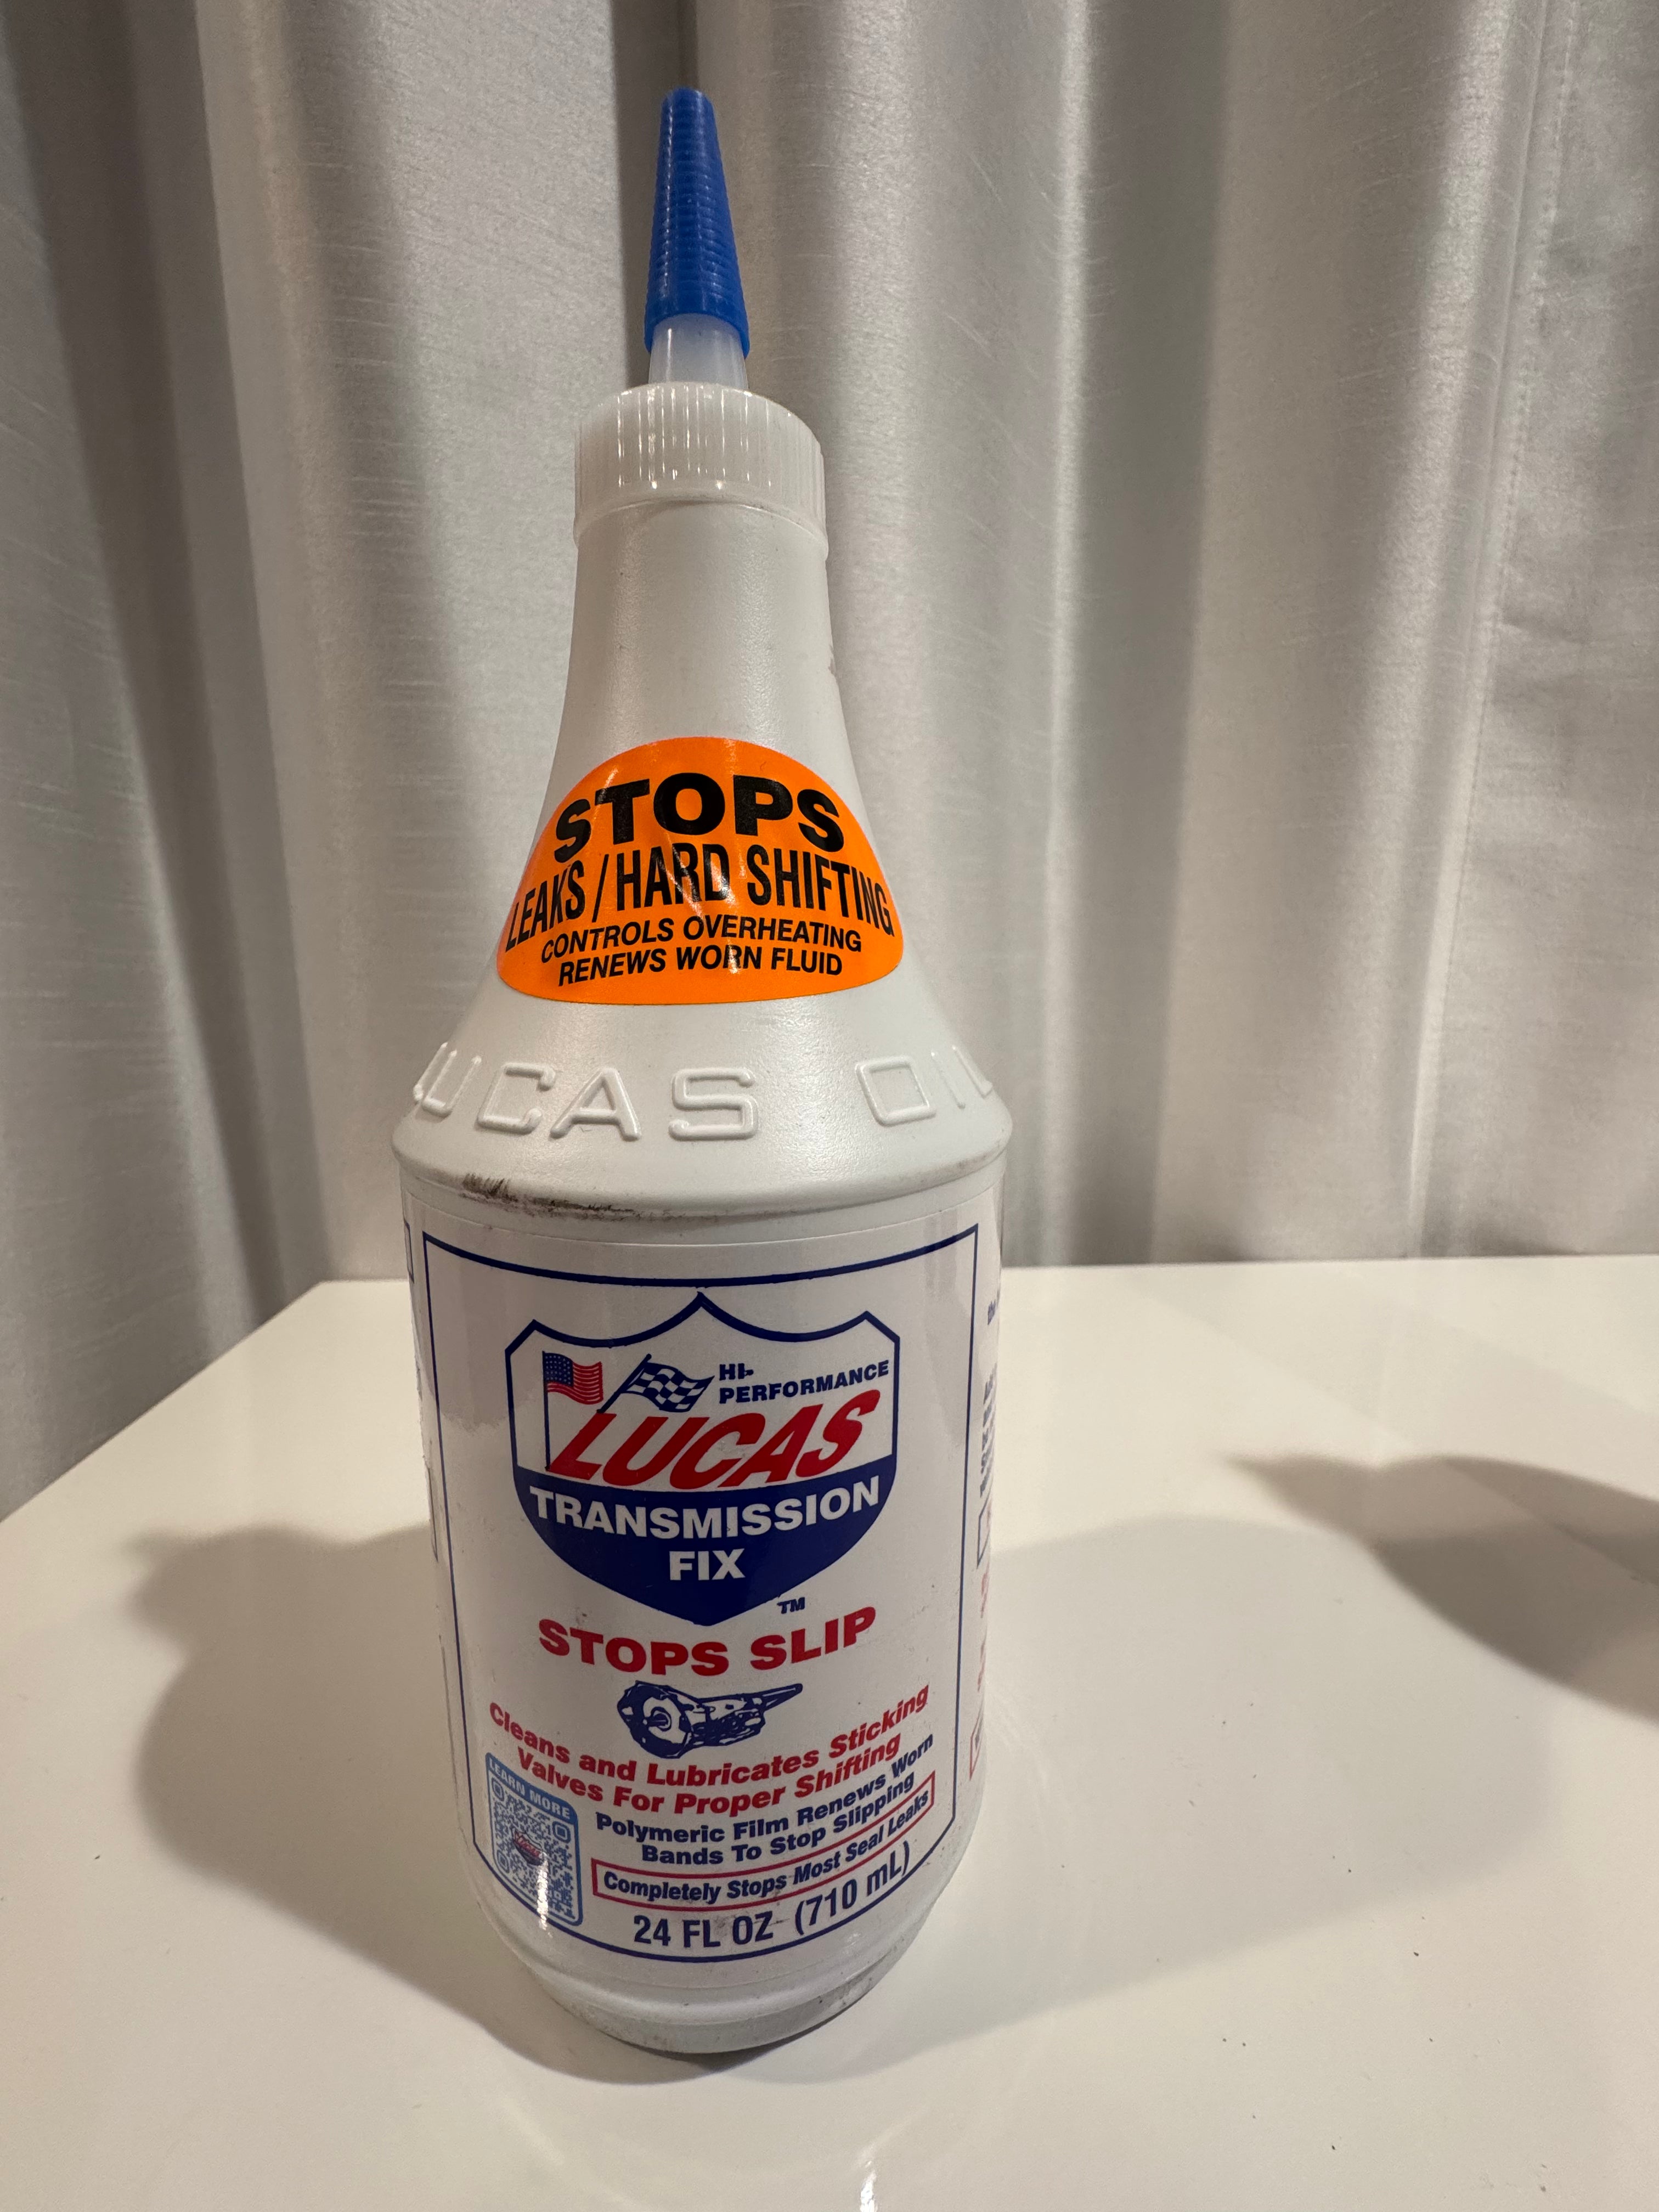 STOPS
LEAKS / HARD SHIFTING
CONTROLS OVERHEATING
RENEWS WORN FLUID
LUCAS OIL
HI-
PERFORMANCE
LUCAS
TRANSMISSION
FIX
TM
STOPS SLIP
Cleans and Lubricates Sticking
Valves For Proper Shifting
LEARN MORE
Polymeric Film Renews Worn
Bands To Stop Slipping
Completely Stops Most Seal Leaks
24 FL OZ (710 mL)